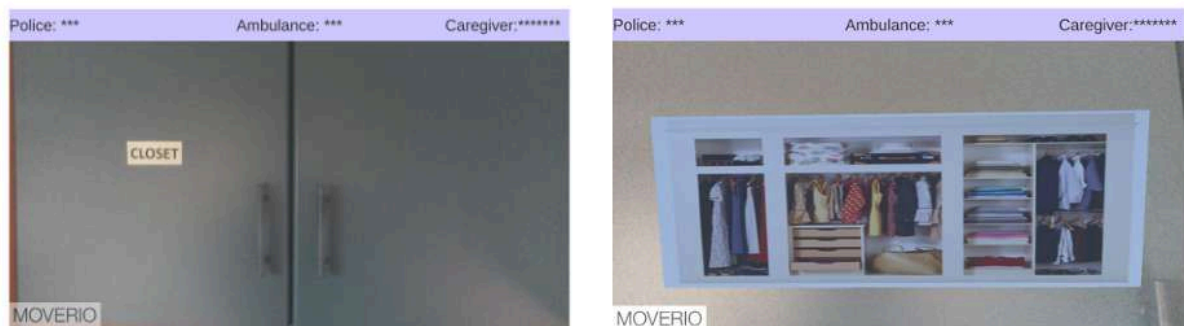 Police: *** Ambulance: *** Caregiver:*******
CLOSET
MOVERIO
Police: *** Ambulance: *** Caregiver:*******
MOVERIO